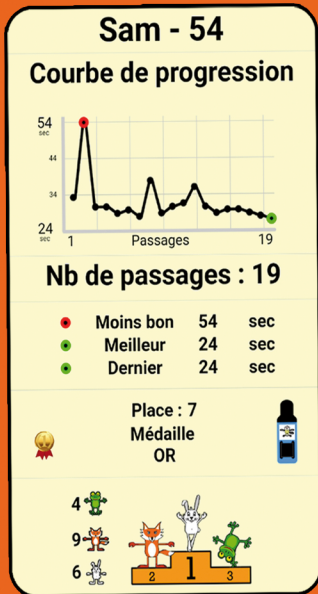 Sam - 54
Courbe de progression
54
sec
44
34
24
sec
1 Passages 19
Nb de passages : 19
Moins bon 54 sec
Meilleur 24 sec
Dernier 24 sec
Place : 7
Médaille
OR
4
9
6
2 1 3